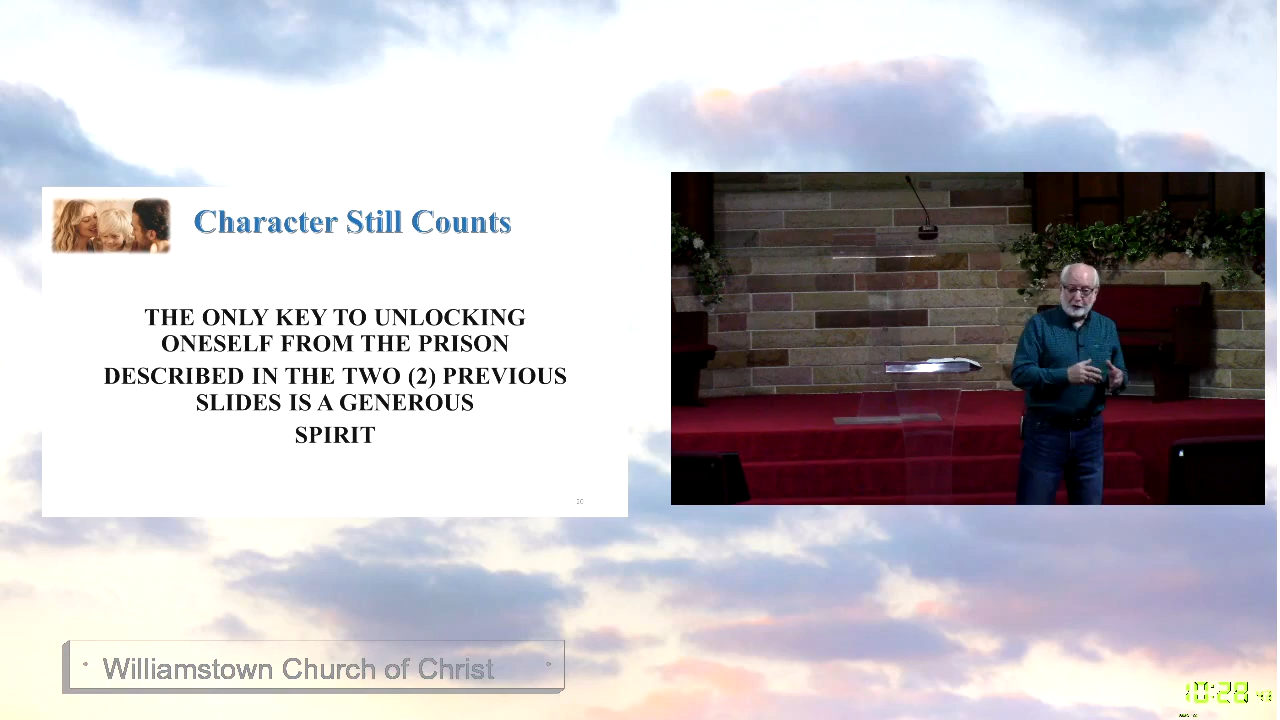 Character Still Counts
THE ONLY KEY TO UNLOCKING
ONESELF FROM THE PRISON
DESCRIBED IN THE TWO (2) PREVIOUS
SLIDES IS A GENEROUS
SPIRIT
20
Williamstown Church of Christ
10:28